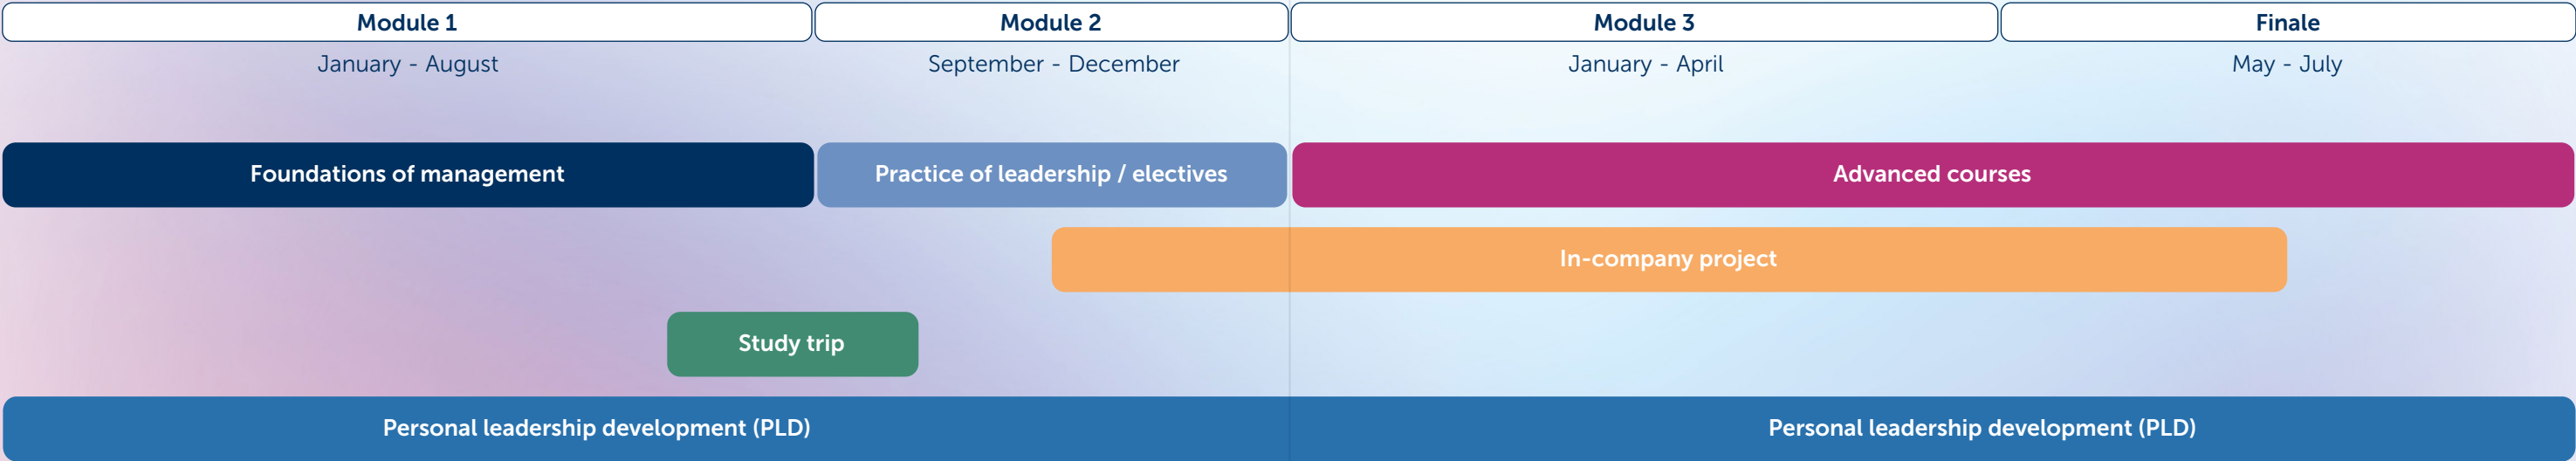 Module 1
Module 2
Module 3
Finale
January - August
September - December
January - April
May - July
Foundations of management
Practice of leadership / electives
Advanced courses
In-company project
Study trip
Personal leadership development (PLD)
Personal leadership development (PLD)